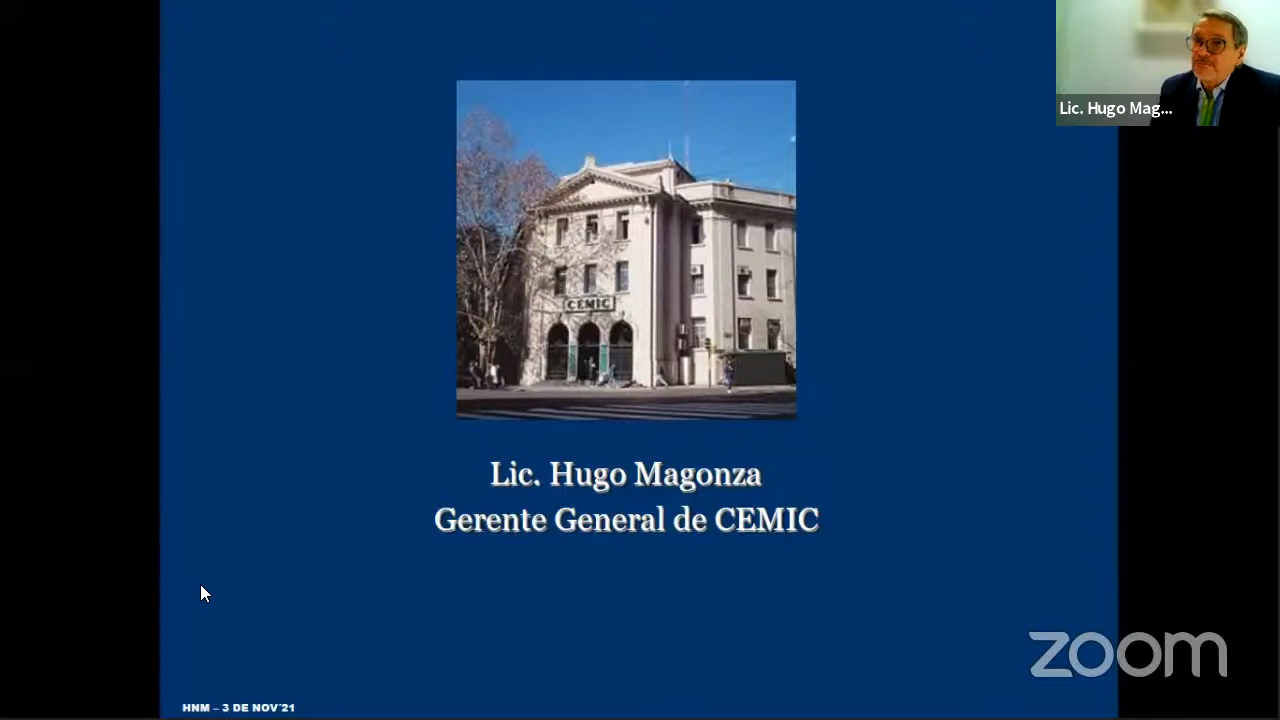 Lic. Hugo Mag...
CEMIC
Lic. Hugo Magonza
Gerente General de CEMIC
zoom
HNM – 3 DE NOV´21